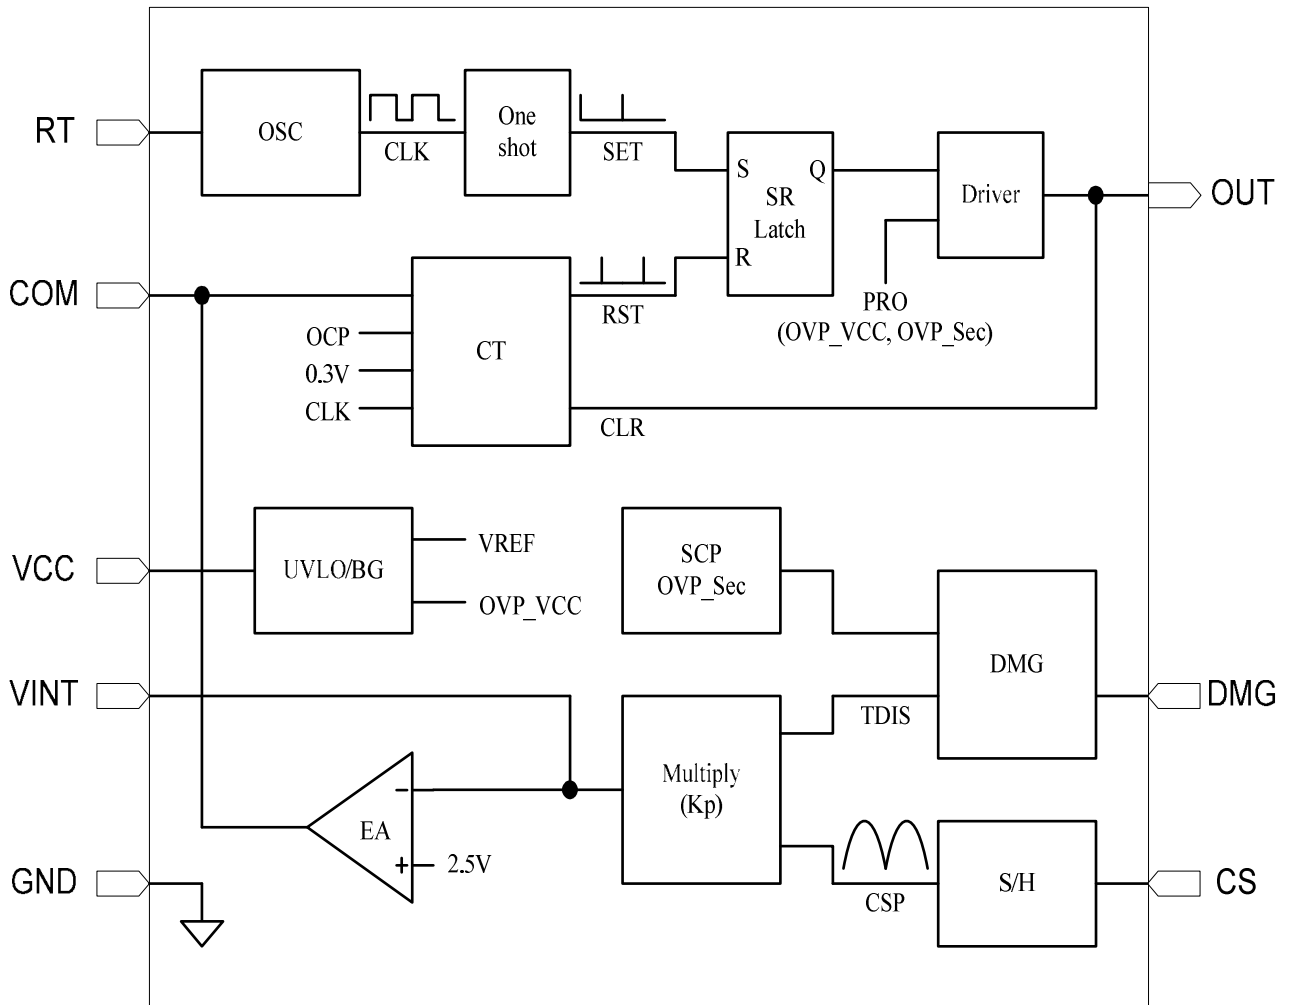 RT
OSC
CLK
One
shot
SET
S
Q
SR
Latch
R
Driver
OUT
COM
OCP
0.3V
CLK
CT
RST
CLR
PRO
(OVP_VCC, OVP_Sec)
VCC
UVLO/BG
VREF
OVP_VCC
SCP
OVP_Sec
DMG
DMG
VINT
TDIS
Multiply
(Kp)
−
EA
+
2.5V
CSP
S/H
CS
GND